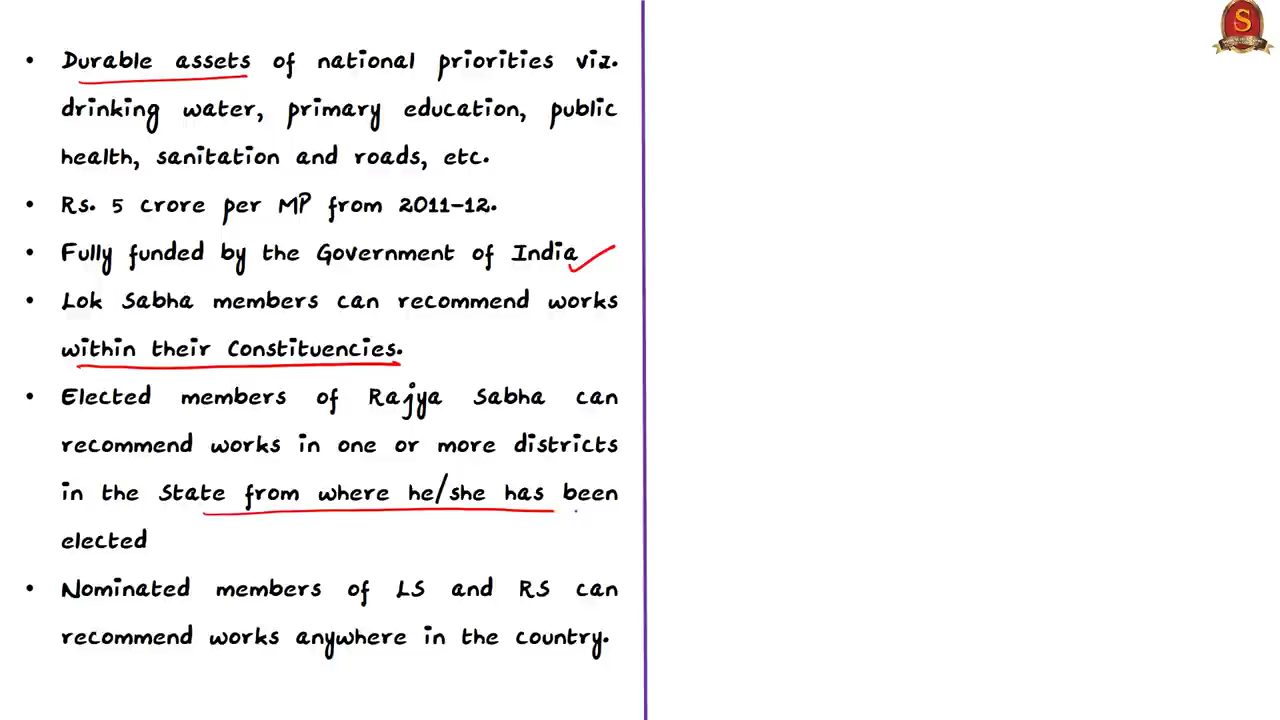 • Durable assets of national priorities viz.
drinking water, primary education, public
health, sanitation and roads, etc.
• Rs. 5 crore per MP from 2011-12.
• Fully funded by the Government of India
• Lok Sabha members can recommend works
within their Constituencies.
• Elected members of Rajya Sabha can
recommend works in one or more districts
in the State from where he/she has been
elected
• Nominated members of LS and RS can
recommend works anywhere in the country.
S